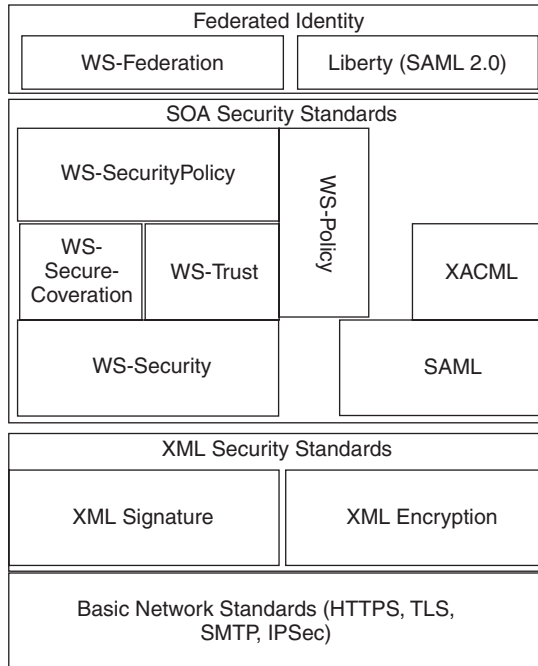 Federated Identity
WS-Federation
Liberty (SAML 2.0)
SOA Security Standards
WS-SecurityPolicy
WS-Policy
WS-
Secure-
Coveration
WS-Trust
XACML
WS-Security
SAML
XML Security Standards
XML Signature
XML Encryption
Basic Network Standards (HTTPS, TLS,
SMTP, IPSec)